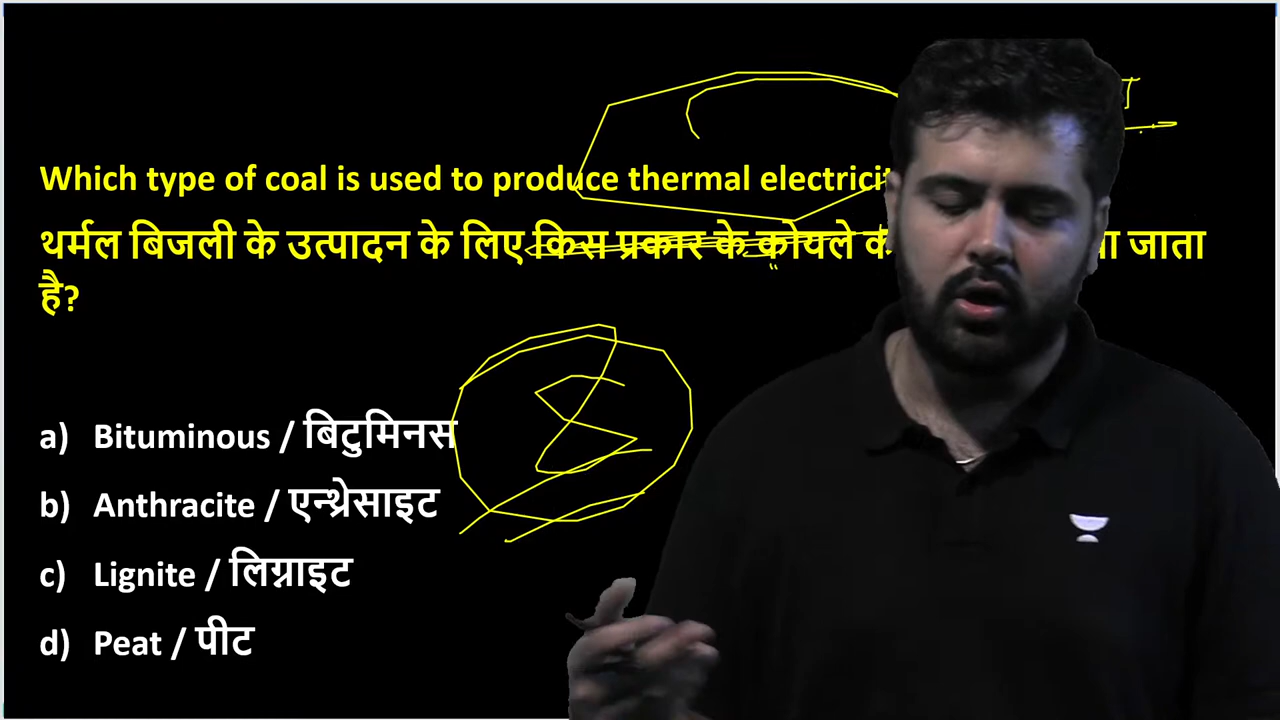 Which type of coal is used to produce thermal
थर्मल बिजली के उत्पादन के लिए किस प्रकार के कोयले जाता
है?
a) Bituminous / बिटुमिनस
b) Anthracite / एन्थ्रेसाइट
c) Lignite / लिग्नाइट
d) Peat / पीट